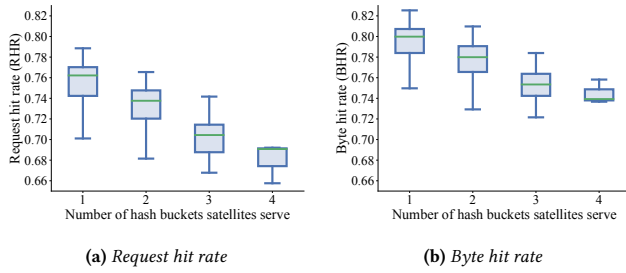 Request hit rate (RHR)
0.82
0.80
0.78
0.76
0.74
0.72
0.70
0.68
0.66
1 2 3 4
Number of hash buckets satellites serve
(a) Request hit rate
Byte hit rate (BHR)
0.82
0.80
0.78
0.76
0.74
0.72
0.70
0.68
0.66
1 2 3 4
Number of hash buckets satellites serve
(b) Byte hit rate